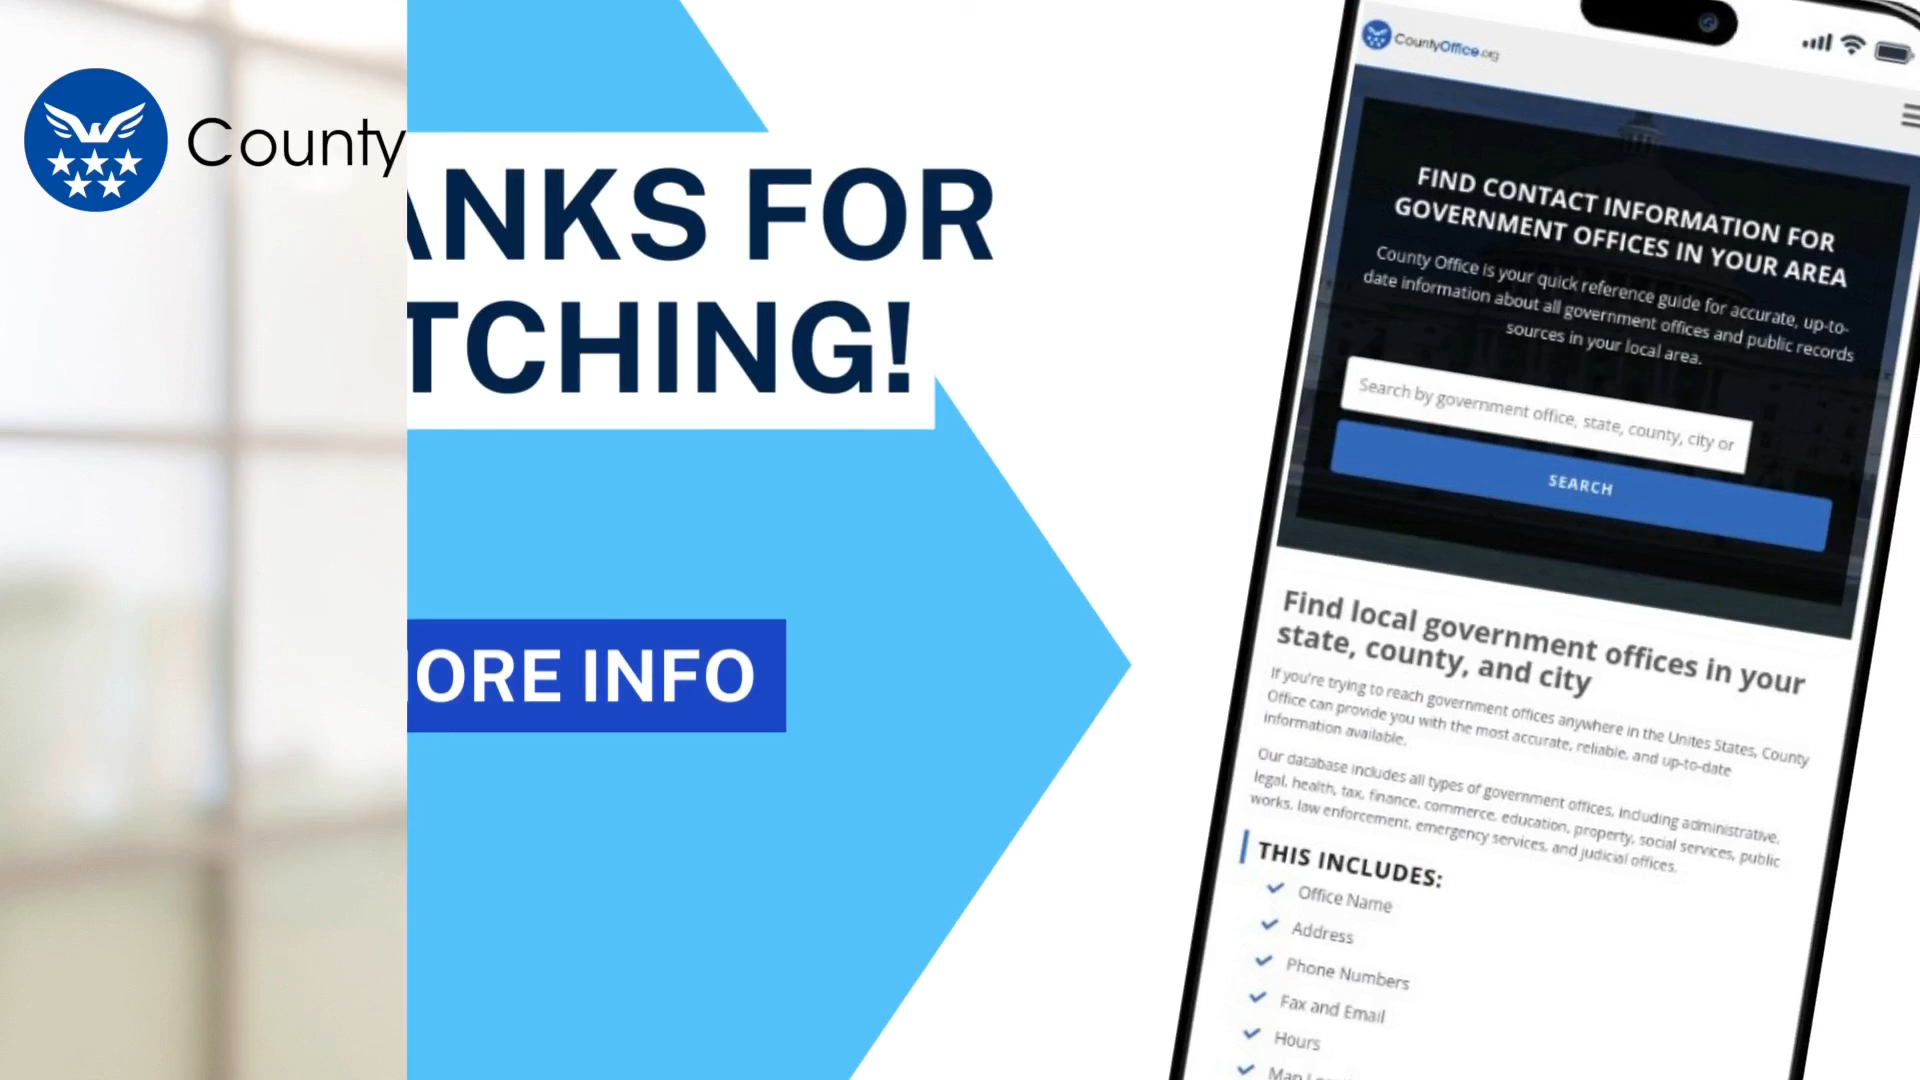 County
ANKS FOR
TCHING!
ORE INFO
CountyOffice.org
FIND CONTACT INFORMATION FOR
GOVERNMENT OFFICES IN YOUR AREA
County Office is your quick reference guide for accurate, up-to-
date information about all government offices and public records
sources in your local area.
Search by government office, state, county, city or
SEARCH
Find local government offices in your
state, county, and city
If you're trying to reach government offices anywhere in the Unites States, County
Office can provide you with the most accurate, reliable, and up-to-date
information available.
Our database includes all types of government offices, including administrative,
legal, health, tax, finance, commerce, education, property, social services, public
works, law enforcement, emergency services, and judicial offices.
THIS INCLUDES:
Office Name
Address
Phone Numbers
Fax and Email
Hours
Map